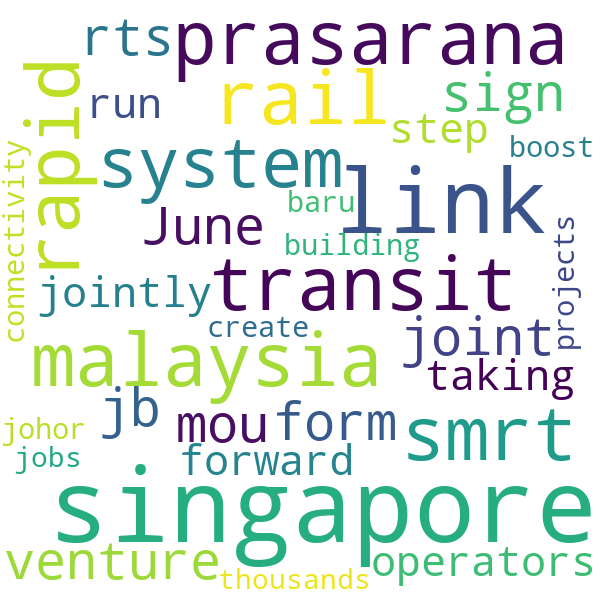 rts
prasarana
rapid
run
rail
sign
step
boost
connectivity
system
link
baru
June
building
projects
jointly
transit
create
joint
malaysia
taking
jb
mou
form
smrt
johor
jobs
forward
singapore
venture
operators
thousands